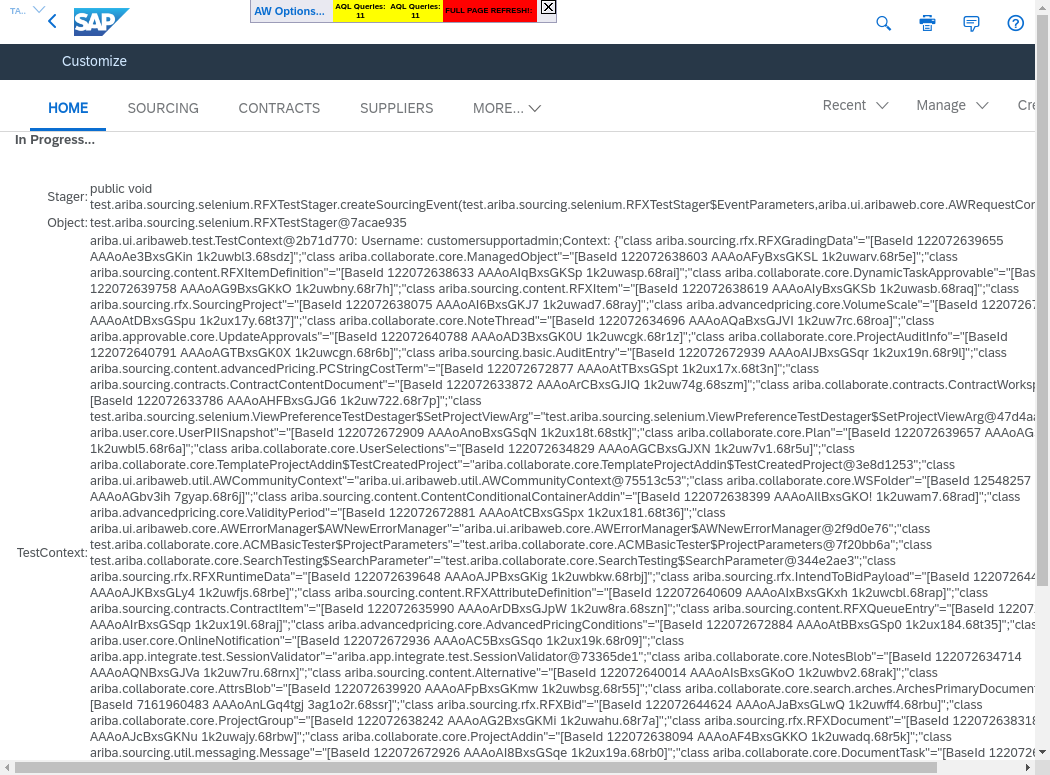 TA..
SAP
AW Options...
AQL Queries: 11
AQL Queries: 11
FULL PAGE REFRESH!:
Customize
HOME
SOURCING
CONTRACTS
SUPPLIERS
MORE...
Recent
Manage
Cre
In Progress...
Stager:
public void
test.ariba.sourcing.selenium.RFXTestStager.createSourcingEvent(test.ariba.sourcing.selenium.RFXTestStager$EventParameters,ariba.ui.aribaweb.core.AWRequestCon
Object: test.ariba.sourcing.selenium.RFXTestStager@7acae935
TestContext:
ariba.ui.aribaweb.test.TestContext@2b71d770: Username: customersupportadmin;Context: {"class ariba.sourcing.rfx.RFXGradingData"="[BaseId 122072639655
AAAoAe3BxsGKin 1k2uwbl3.68sdz]";"class ariba.collaborate.core.ManagedObject"="[BaseId 122072638603 AAAoAFyBxsGKSL 1k2uwarv.68r5e]";"class
ariba.sourcing.content.RFXItemDefinition"="[BaseId 122072638633 AAAoAIqBxsGKSp 1k2uwasp.68rai]";"class ariba.collaborate.core.DynamicTaskApprovable"="[Bas
122072639758 AAAoAG9BxsGKkO 1k2uwbny.68r7h]";"class ariba.sourcing.content.RFXItem"="[BaseId 122072638619 AAAoAIyBxsGKSb 1k2uwasb.68raq]";"class
ariba.sourcing.rfx.SourcingProject"="[BaseId 122072638075 AAAoAI6BxsGKJ7 1k2uwad7.68ray]";"class ariba.advancedpricing.core.VolumeScale"="[BaseId 1220726
AAAoAtDBxsGSpu 1k2ux17y.68t37]";"class ariba.collaborate.core.NoteThread"="[BaseId 122072634696 AAAoAQaBxsGJVI 1k2uw7rc.68roa]";"class
ariba.approvable.core.UpdateApprovals"="[BaseId 122072640788 AAAoAD3BxsGK0U 1k2uwcgk.68r1z]";"class ariba.collaborate.core.ProjectAuditInfo"="[BaseId
122072640791 AAAoAGTBxsGK0X 1k2uwcgn.68r6b]";"class ariba.sourcing.basic.AuditEntry"="[BaseId 122072672939 AAAoAIJBxsGSqr 1k2ux19n.68r9l]";"class
ariba.sourcing.content.advancedPricing.PCStringCostTerm"="[BaseId 122072672877 AAAoAtTBxsGSpt 1k2ux17x.68t3n]";"class
ariba.sourcing.contracts.ContractContentDocument"="[BaseId 122072633872 AAAoArCBxsGJIQ 1k2uw74g.68szm]";"class ariba.collaborate.contracts.ContractWorksp
[BaseId 122072633786 AAAoAHFBxsGJG6 1k2uw722.68r7p]";"class
test.ariba.sourcing.selenium.ViewPreferenceTestDestager$SetProjectViewArg"="test.ariba.sourcing.selenium.ViewPreferenceTestDestager$SetProjectViewArg@47d4aa
ariba.user.core.UserPIISnapshot"="[BaseId 122072672909 AAAoAnoBxsGSqN 1k2ux18t.68stk]";"class ariba.collaborate.core.Plan"="[BaseId 122072639657 AAAoAG
1k2uwbl5.68r6a]";"class ariba.collaborate.core.UserSelections"="[BaseId 122072634829 AAAoAGCBxsGJXN 1k2uw7v1.68r5u]";"class
ariba.collaborate.core.TemplateProjectAddin$TestCreatedProject"="ariba.collaborate.core.TemplateProjectAddin$TestCreatedProject@3e8d1253";"class
ariba.ui.aribaweb.util.AWCommunityContext"="ariba.ui.aribaweb.util.AWCommunityContext@75513c53";"class ariba.collaborate.core.WSFolder"="[BaseId 12548257
AAAoAGbv3ih 7gyap.68r6j]";"class ariba.sourcing.content.ContentConditionalContainerAddin"="[BaseId 122072638399 AAAoAIlBxsGKO! 1k2uwam7.68rad]";"class
ariba.advancedpricing.core.ValidityPeriod"="[BaseId 122072672881 AAAoAtCBxsGSpx 1k2ux181.68t36]";"class
ariba.ui.aribaweb.core.AWErrorManager$AWNewErrorManager"="ariba.ui.aribaweb.core.AWErrorManager$AWNewErrorManager@2f9d0e76";"class
test.ariba.collaborate.core.ACMBasicTester$ProjectParameters"="test.ariba.collaborate.core.ACMBasicTester$ProjectParameters@7f20bb6a";"class
test.ariba.collaborate.core.SearchTesting$SearchParameter"="test.ariba.collaborate.core.SearchTesting$SearchParameter@344e2ae3";"class
ariba.sourcing.rfx.RFXRuntimeData"="[BaseId 122072639648 AAAoAJPBxsGKig 1k2uwbkw.68rbj]";"class ariba.sourcing.rfx.IntendToBidPayload"="[BaseId 12207264
AAAoAJKBxsGLy4 1k2uwfjs.68rbe]";"class ariba.sourcing.content.RFXAttributeDefinition"="[BaseId 122072640609 AAAoAIxBxsGKxh 1k2uwcbl.68rap]";"class
ariba.sourcing.contracts.ContractItem"="[BaseId 122072635990 AAAoArDBxsGJpW 1k2uw8ra.68szn]";"class ariba.sourcing.content.RFXQueueEntry"="[BaseId 12207
AAAoAIrBxsGSqp 1k2ux19l.68raj]";"class ariba.advancedpricing.core.AdvancedPricingConditions"="[BaseId 122072672884 AAAoAtBBxsGSp0 1k2ux184.68t35]";"clas
ariba.user.core.OnlineNotification"="[BaseId 122072672936 AAAoAC5BxsGSqo 1k2ux19k.68r09]";"class
ariba.app.integrate.test.SessionValidator"="ariba.app.integrate.test.SessionValidator@73365de1";"class ariba.collaborate.core.NotesBlob"="[BaseId 122072634714
AAAoAQNBxsGJVa 1k2uw7ru.68rnx]";"class ariba.sourcing.content.Alternative"="[BaseId 122072640014 AAAoAIsBxsGKoO 1k2uwbv2.68rak]";"class
ariba.collaborate.core.AttrsBlob"="[BaseId 122072639920 AAAoAFpBxsGKmw 1k2uwbsg.68r55]";"class ariba.collaborate.core.search.arches.ArchesPrimaryDocument
[BaseId 7161960483 AAAoAnLGq4tgj 3ag1o2r.68ssr]";"class ariba.sourcing.rfx.RFXBid"="[BaseId 122072644624 AAAoAJaBxsGLwQ 1k2uwff4.68rbu]";"class
ariba.collaborate.core.ProjectGroup"="[BaseId 122072638242 AAAoAG2BxsGKMi 1k2uwahu.68r7a]";"class ariba.sourcing.rfx.RFXDocument"="[BaseId 122072638318
AAAoAJcBxsGKNu 1k2uwajy.68rbw]";"class ariba.collaborate.core.ProjectAddin"="[BaseId 122072638094 AAAoAF4BxsGKKO 1k2uwadq.68r5k]";"class
ariba.sourcing.util.messaging.Message"="[BaseId 122072672926 AAAoAI8BxsGSqe 1k2ux19a.68rb0]";"class ariba.collaborate.core.DocumentTask"="[BaseId 1220726